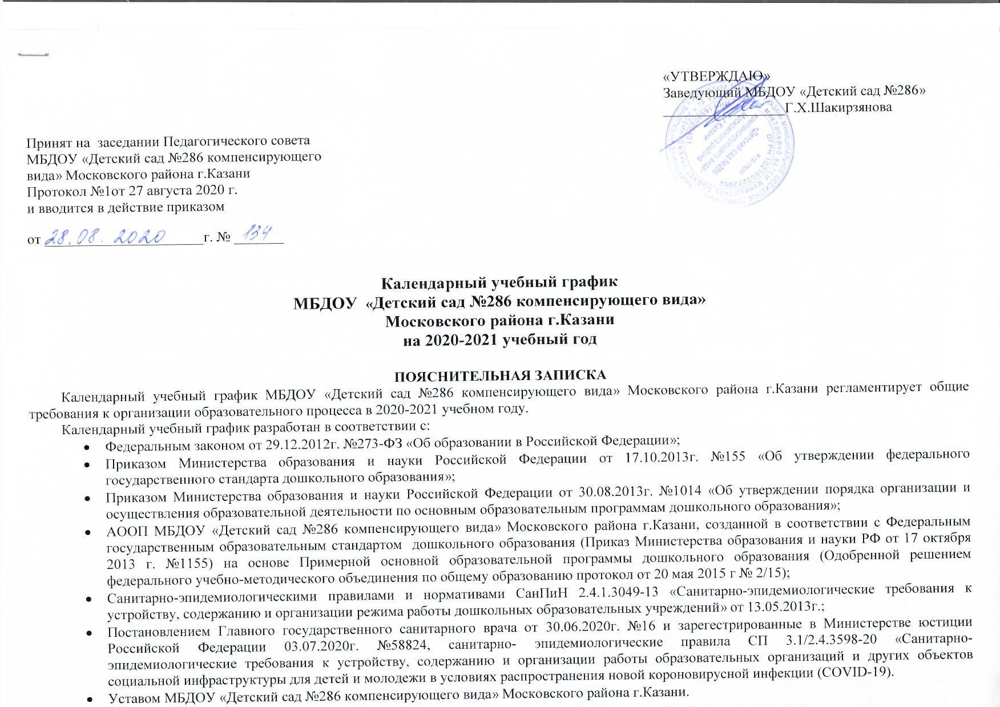 «УТВЕРЖДАЮ»
Заведующий МБДОУ «Детский сад №286»
_________________Г.Х.Шакирзянова
Принят на заседании Педагогического совета
МБДОУ «Детский сад №286 компенсирующего
вида» Московского района г.Казани
Протокол №1от 27 августа 2020 г.
и вводится в действие приказом
от 28.08. 2020 г. № 134
Календарный учебный график
МБДОУ «Детский сад №286 компенсирующего вида»
Московского района г.Казани
на 2020-2021 учебный год
ПОЯСНИТЕЛЬНАЯ ЗАПИСКА
Календарный учебный график МБДОУ «Детский сад №286 компенсирующего вида» Московского района г.Казани регламентирует общие
требования к организации образовательного процесса в 2020-2021 учебном году.
Календарный учебный график разработан в соответствии с:
• Федеральным законом от 29.12.2012г. №273-ФЗ «Об образовании в Российской Федерации»;
• Приказом Министерства образования и науки Российской Федерации от 17.10.2013г. №155 «Об утверждении федерального
государственного стандарта дошкольного образования»;
• Приказом Министерства образования и науки Российской Федерации от 30.08.2013г. №1014 «Об утверждении порядка организации и
осуществления образовательной деятельности по основным образовательным программам дошкольного образования»;
• АООП МБДОУ «Детский сад №286 компенсирующего вида» Московского района г.Казани, созданной в соответствии с Федеральным
государственным образовательным стандартом дошкольного образования (Приказ Министерства образования и науки РФ от 17 октября
2013 г. №1155) на основе Примерной основной образовательной программы дошкольного образования (Одобренной решением
федерального учебно-методического объединения по общему образованию протокол от 20 мая 2015 г № 2/15);
• Санитарно-эпидемиологическими правилами и нормативами СанПиН 2.4.1.3049-13 «Санитарно-эпидемиологические требования к
устройству, содержанию и организации режима работы дошкольных образовательных учреждений» от 13.05.2013г.;
• Постановлением Главного государственного санитарного врача от 30.06.2020г. №16 и зарегестрированные в Министерстве юстиции
Российской Федерации 03.07.2020г. №58824, санитарно- эпидемиологические правила СП 3.1/2.4.3598-20 «Санитарно-
эпидемиологические требования к устройству, содержанию и организации работы образовательных организаций и других объектов
социальной инфраструктуры для детей и молодежи в условиях распространения новой короновирусной инфекции (COVID-19).
• Уставом МБДОУ «Детский сад №286 компенсирующего вида» Московского района г.Казани.